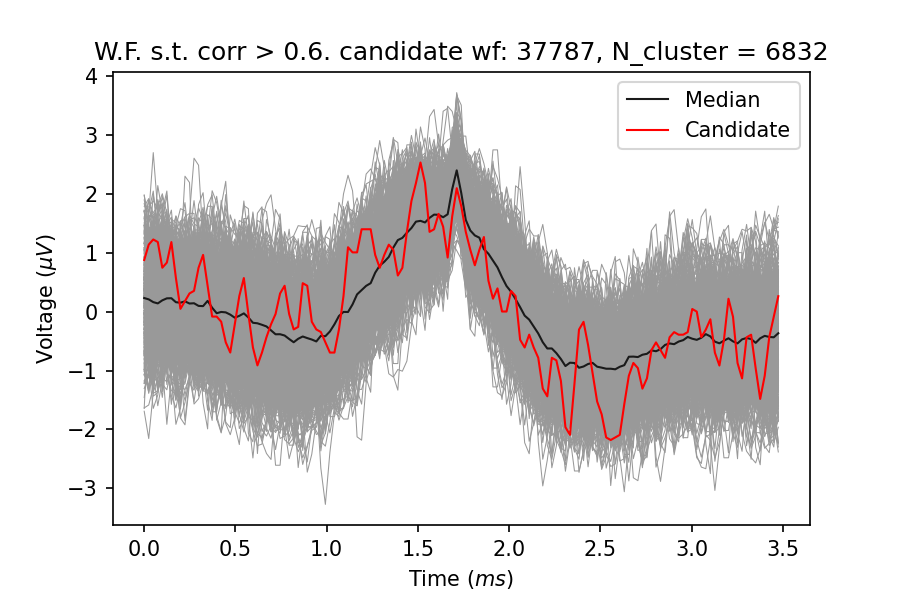 W.F. s.t. corr > 0.6. candidate wf: 37787, N_cluster = 6832
Median
Candidate
Voltage (μV)
4
3
2
1
0
−1
−2
−3
0.0 0.5 1.0 1.5 2.0 2.5 3.0 3.5
Time (ms)